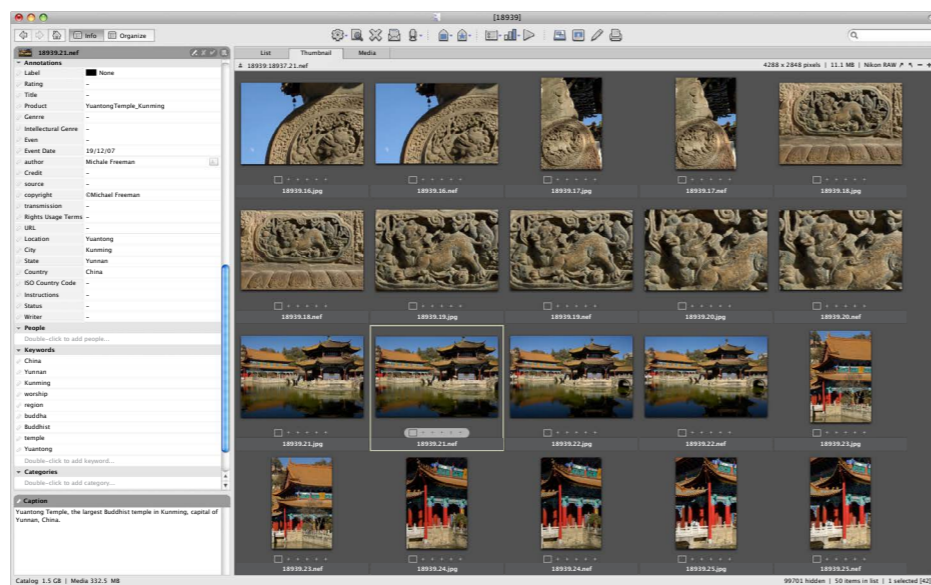 [18939]
Info Organize
18939.21.nef
List Thumbnail Media
18939:18937.21.nef 4288 x 2848 pixels | 11.1 MB | Nikon RAW
Annotations
Label None
Rating –
Title –
Product YuantongTemple_Kunming
Genrre –
Intellectural Genre –
Even –
Event Date 19/12/07
author Michale Freeman
Credit –
source –
copyright ©Michael Freeman
transmission –
Rights Usage Terms –
URL –
Location Yuantong
City Kunming
State Yunnan
Country China
ISO Country Code –
Instructions –
Status –
Writer –
People
Double-click to add people...
Keywords
China
Yunnan
Kunming
worship
region
buddha
Buddhist
temple
Yuantong
Double-click to add keyword...
Categories
Double-click to add category...
Caption
Yuantong Temple, the largest Buddhist temple in Kunming, capital of
Yunnan, China.
18939.16.jpg 18939.16.nef 18939.17.jpg 18939.17.nef 18939.18.jpg
18939.18.nef 18939.19.jpg 18939.19.nef 18939.20.jpg 18939.20.nef
18939.21.jpg 18939.21.nef 18939.22.jpg 18939.22.nef 18939.23.jpg
18939.23.nef 18939.24.jpg 18939.24.nef 18939.25.jpg 18939.25.nef
Catalog 1.5 GB | Media 332.5 MB
99701 hidden | 50 items in list | 1 selected [42]